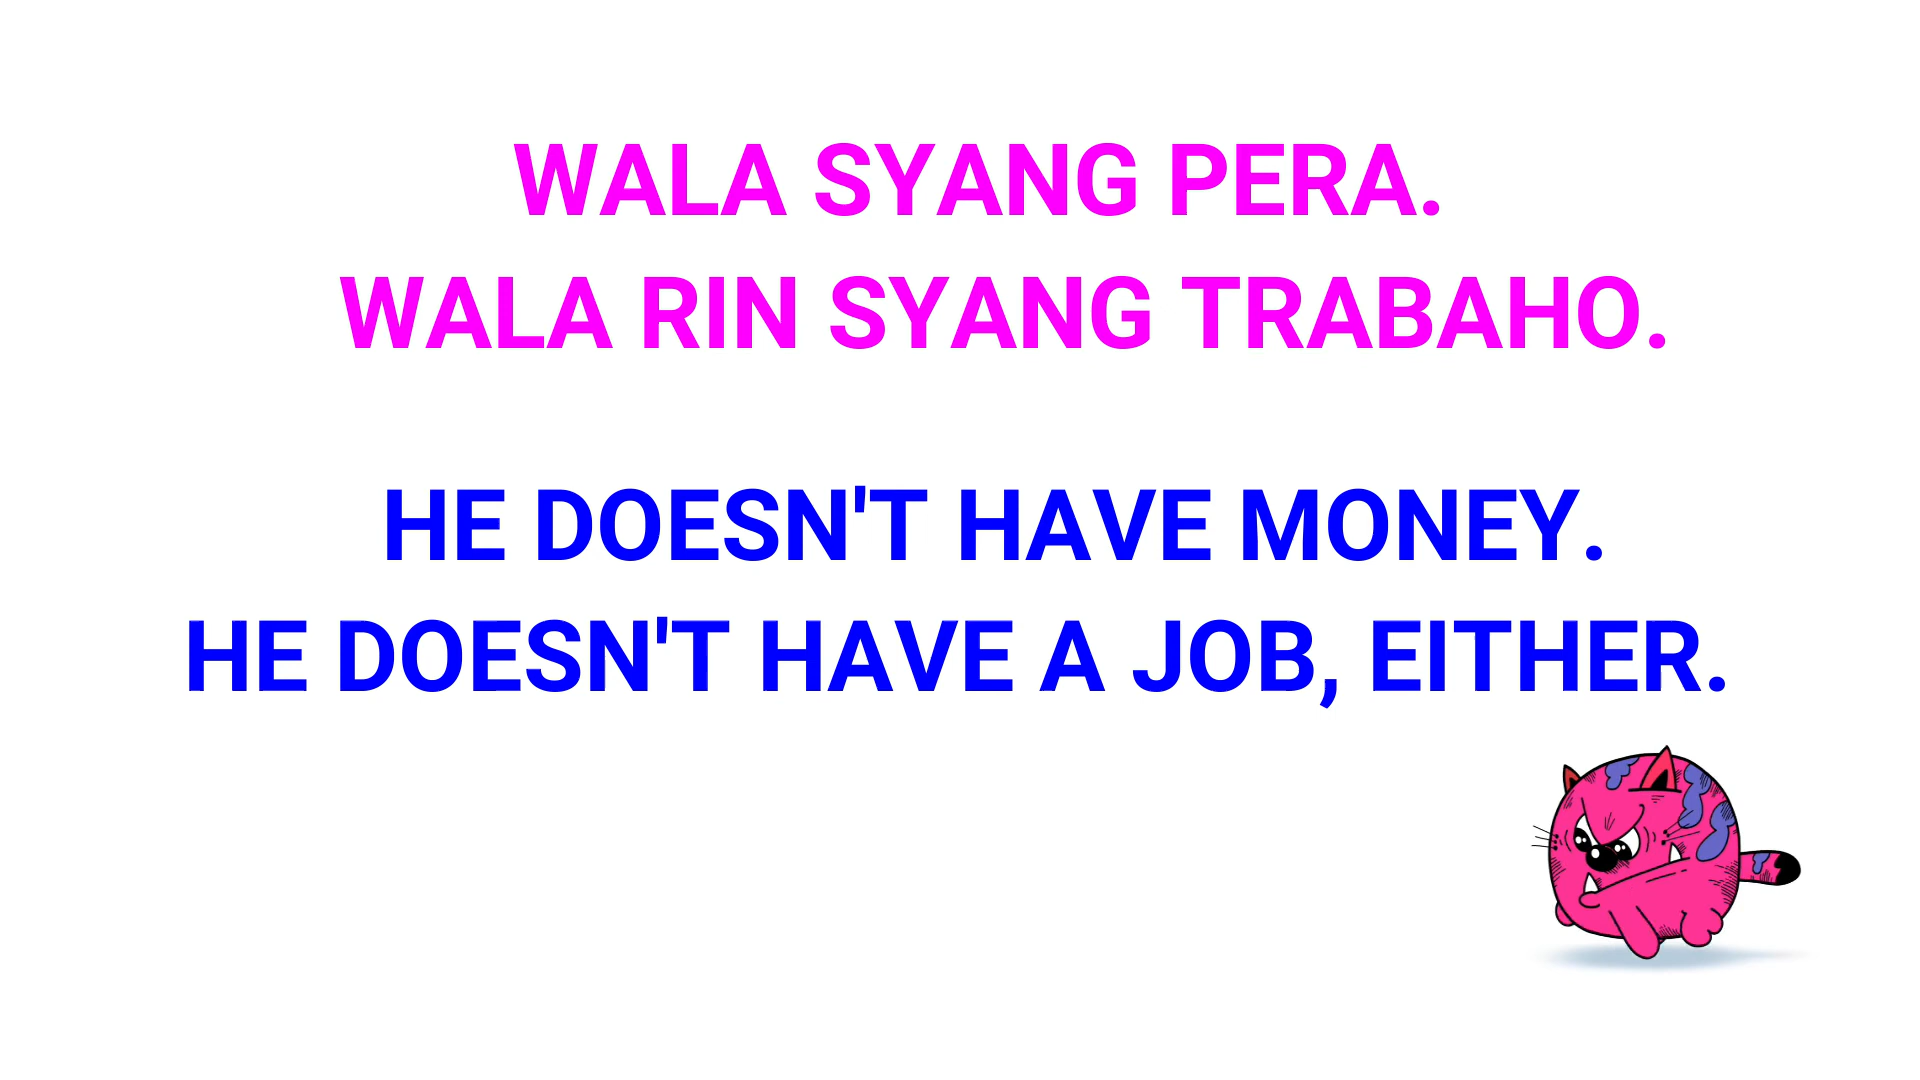 WALA SYANG PERA.
WALA RIN SYANG TRABAHO.
HE DOESN'T HAVE MONEY.
HE DOESN'T HAVE A JOB, EITHER.